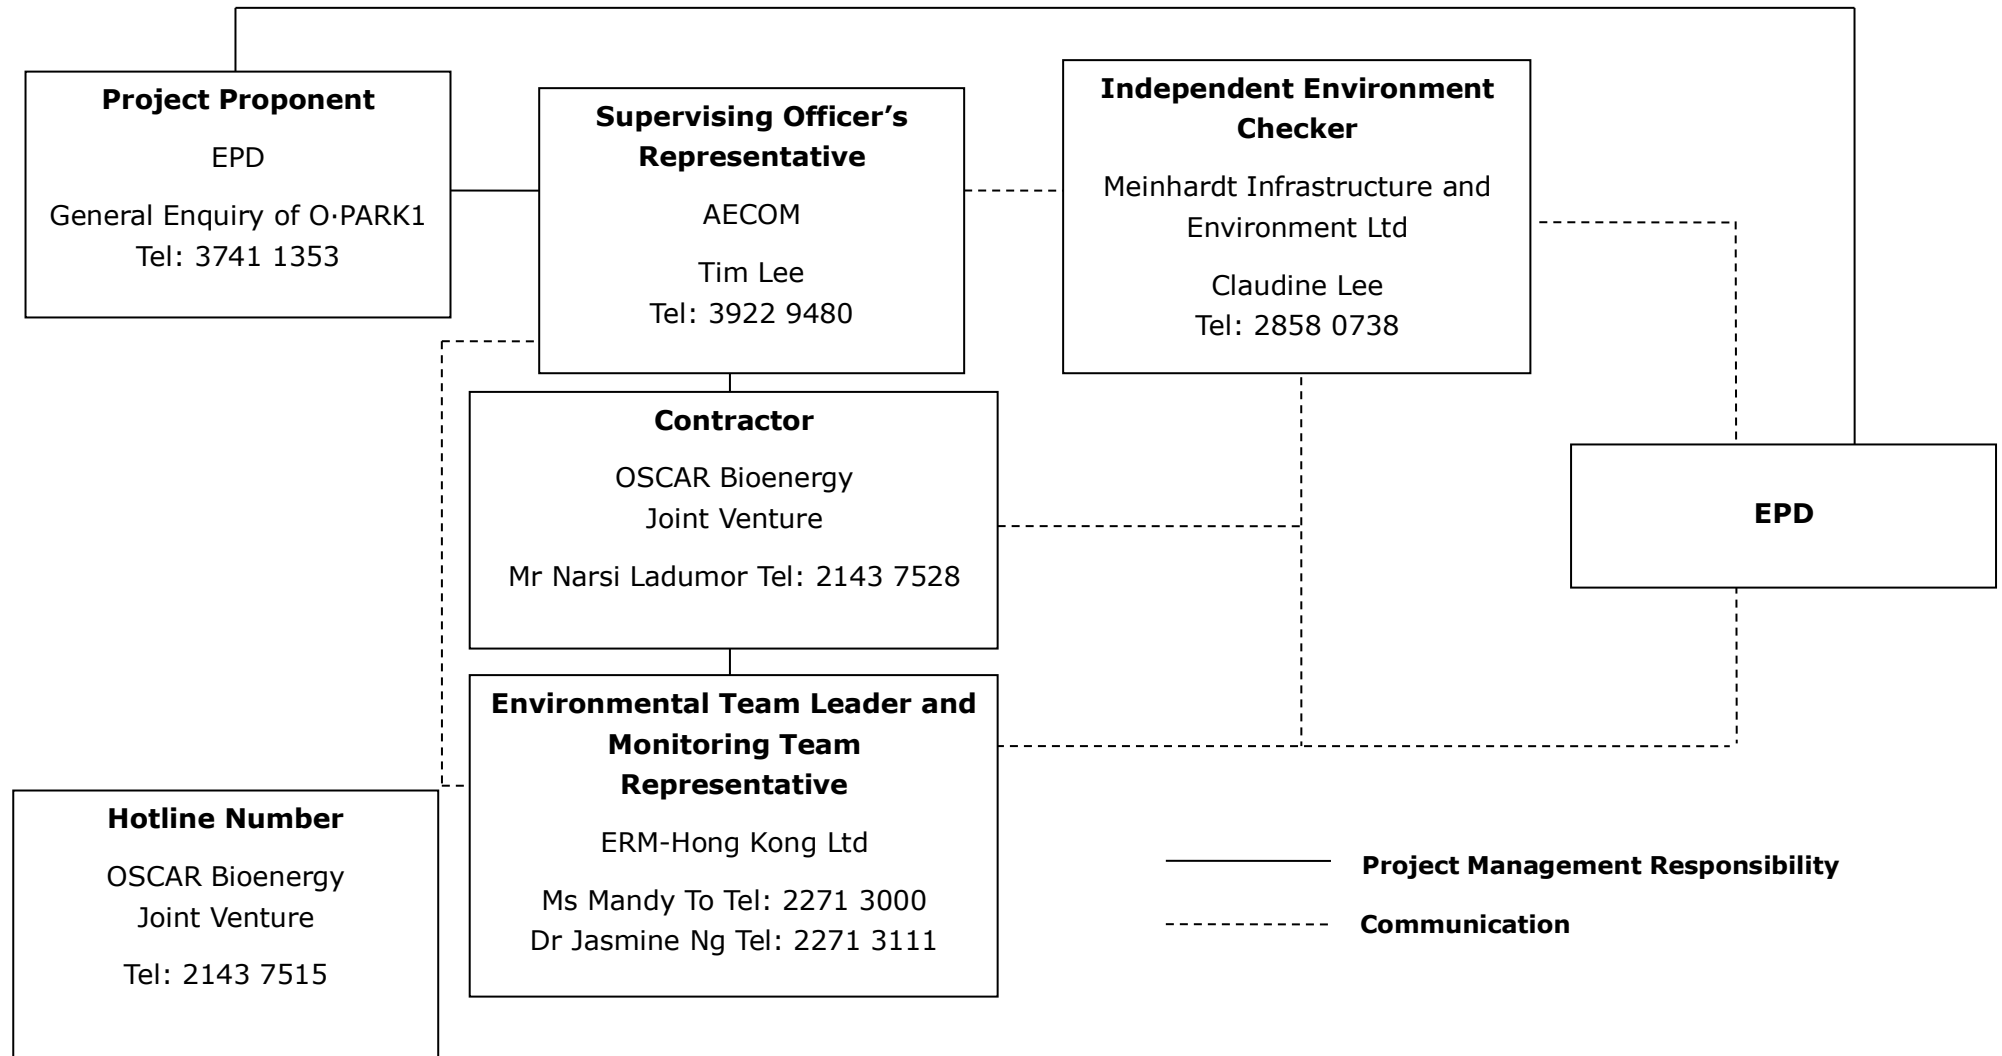 Project Proponent
EPD
General Enquiry of O·PARK1
Tel: 3741 1353
Supervising Officer’s
Representative
AECOM
Tim Lee
Tel: 3922 9480
Independent Environment
Checker
Meinhardt Infrastructure and
Environment Ltd
Claudine Lee
Tel: 2858 0738
Contractor
OSCAR Bioenergy
Joint Venture
Mr Narsi Ladumor Tel: 2143 7528
EPD
Environmental Team Leader and
Monitoring Team
Representative
ERM-Hong Kong Ltd
Ms Mandy To Tel: 2271 3000
Dr Jasmine Ng Tel: 2271 3111
Hotline Number
OSCAR Bioenergy
Joint Venture
Tel: 2143 7515
Project Management Responsibility
Communication